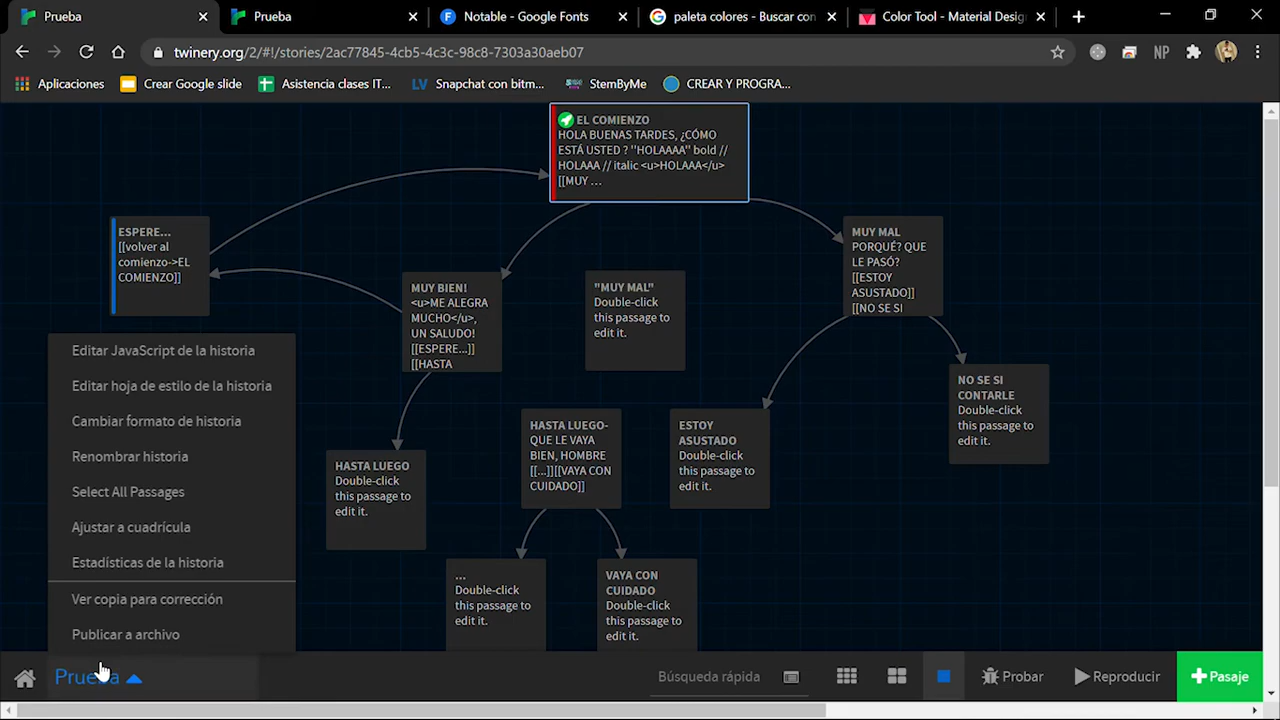 Prueba
Prueba
Notable - Google Fonts
paleta colores - Buscar con
Color Tool - Material Desig
twinery.org/2/#!/stories/2ac77845-4cb5-4c3c-98c8-7303a30aeb07
NP
Aplicaciones
Crear Google slide
Asistencia clases IT...
LV Snapchat con bitm...
StemByMe
CREAR Y PROGRA...
EL COMIENZO
HOLA BUENAS TARDES, ¿CÓMO
ESTÁ USTED ? ''HOLAAAA'' bold //
HOLAAA // italic <u>HOLAAA</u>
[[MUY ...
ESPERE...
[[volver al
comienzo->EL
COMIENZO]]
MUY BIEN!
<u>ME ALEGRA
MUCHO</u>,
UN SALUDO!
[[ESPERE...]]
[[HASTA
"MUY MAL"
Double-click
this passage to
edit it.
MUY MAL
PORQUÉ? QUE
LE PASÓ?
[[ESTOY
ASUSTADO]]
[[NO SE SI
NO SE SI
CONTARLE
Double-click
this passage to
edit it.
HASTA LUEGO
Double-click
this passage to
edit it.
HASTA LUEGO-
QUE LE VAYA
BIEN, HOMBRE
[[...]][[VAYA CON
CUIDADO]]
ESTOY
ASUSTADO
Double-click
this passage to
edit it.
...
Double-click
this passage to
edit it.
VAYA CON
CUIDADO
Double-click
this passage to
edit it.
Editar JavaScript de la historia
Editar hoja de estilo de la historia
Cambiar formato de historia
Renombrar historia
Select All Passages
Ajustar a cuadrícula
Estadísticas de la historia
Ver copia para corrección
Publicar a archivo
Prueba
Búsqueda rápida
Probar
Reproducir
+Pasaje